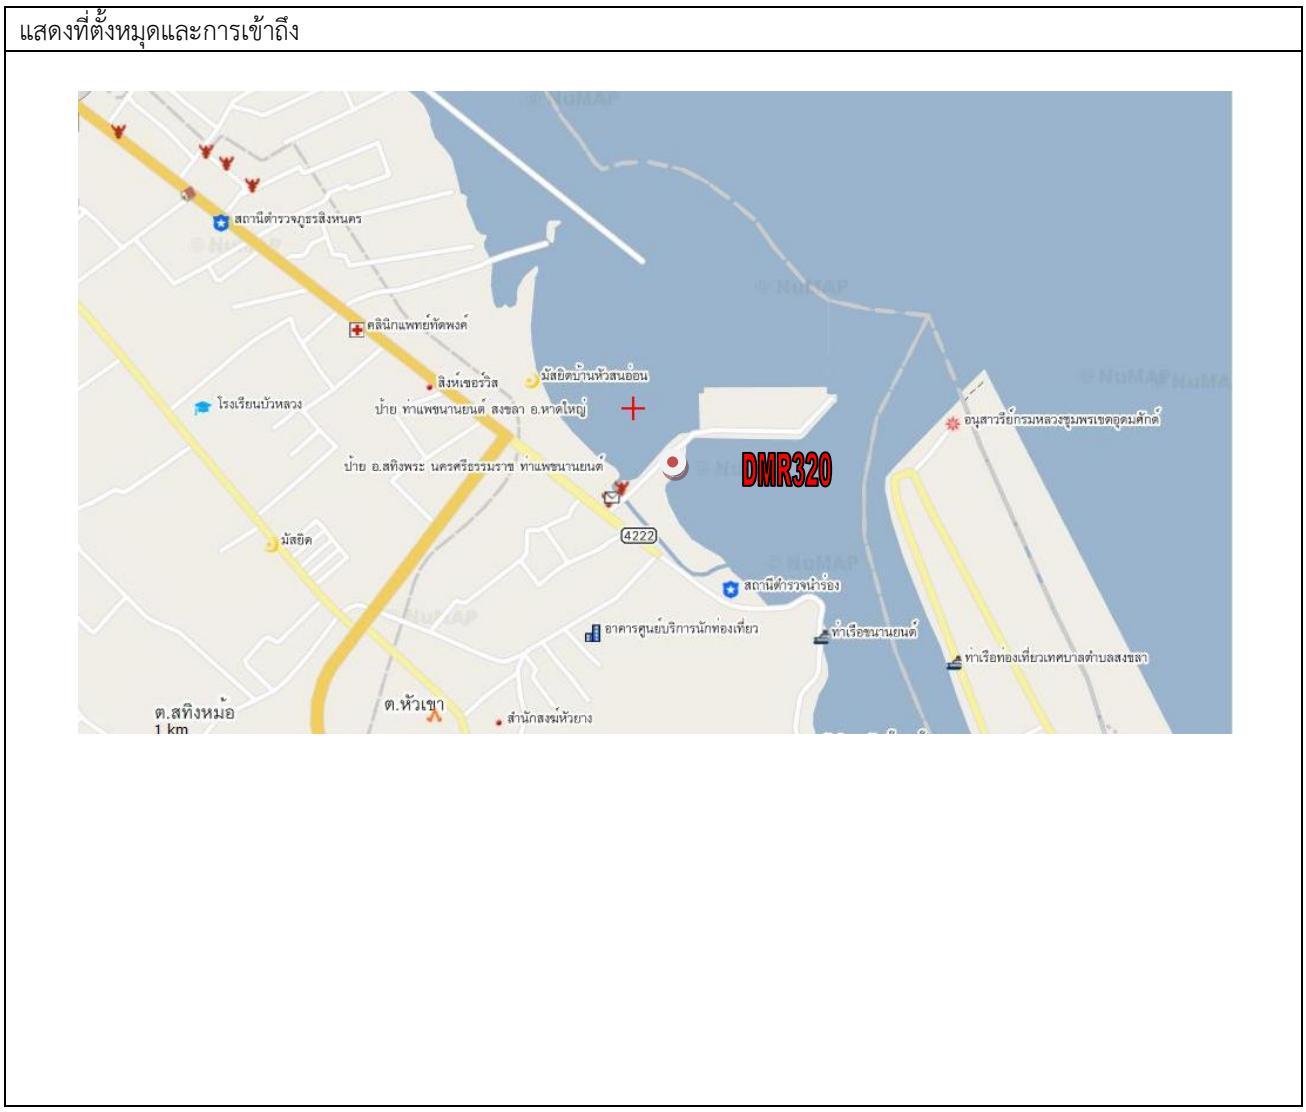 แสดงที่ตั้งหมุดและการเข้าถึง
© NuMAP
สถานีตำรวจภูธรสิงหนคร
© NuMAP
© NuMAP
คลินิกแพทย์ทัตพงศ์
สิงห์เซอร์วิส
มัสยิดบ้านหัวสนอ่อน
© NuMAP
โรงเรียนบัวหลวง
ป้าย ท่าแพขนานยนต์ สงขลา อ.หาดใหญ่
อนุสาวรีย์กรมหลวงชุมพรเขตอุดมศักดิ์
ป้าย อ.สทิงพระ นครศรีธรรมราช ท่าแพขนานยนต์
DMR320
มัสยิด
4222
© NuMAP
สถานีตำรวจนำร่อง
NuMAP
อาคารศูนย์บริการนักท่องเที่ยว
ท่าเรือขนานยนต์
ท่าเรือท่องเที่ยวเทศบาลตำบลสงขลา
ต.สทิงหม้อ
ต.หัวเขา
สำนักสงฆ์หัวยาง
1 km